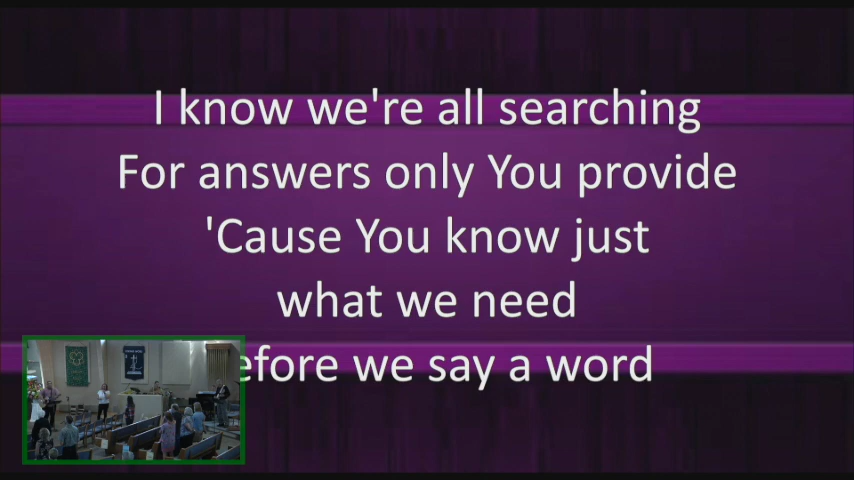 I know we're all searching
For answers only You provide
'Cause You know just
what we need
efore we say a word